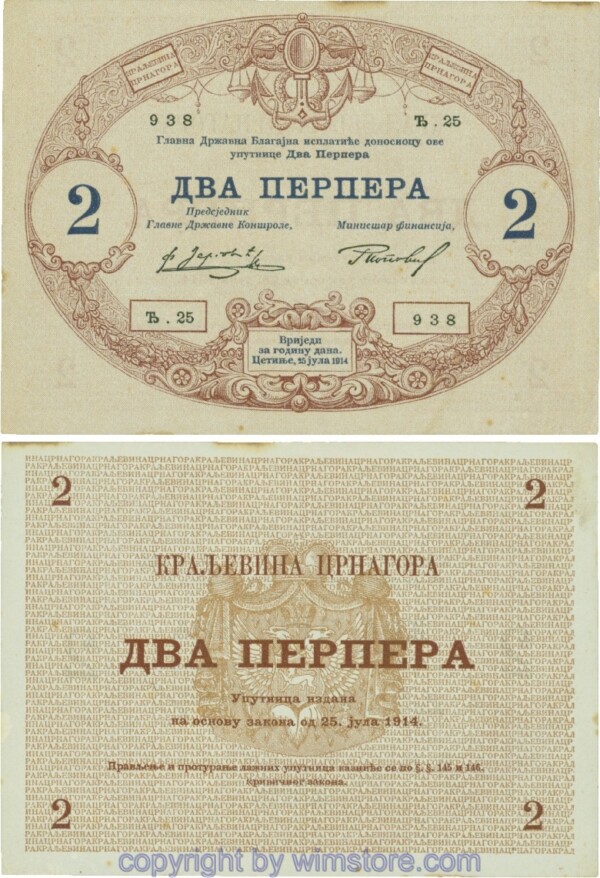 КРАЉЕВИНА
ЦРНАГОРА
КРАЉЕВИНА
ЦРНАГОРА
938 Ђ. 25
Главна Државна Благајна исплатиће доносиоцу ове
упутнице Два Перпера
2 ДВА ПЕРПЕРА 2
Предсједник
Главне Државне Контроле, Министар финансија,
Ђ. 25 938
Вриједи
за годину дана.
Цетиње, 25 јула 1914
2 2
КРАЉЕВИНА ЦРНАГОРА
ДВА ПЕРПЕРА
Упутница издана
на основу закона од 25. јула 1914.
Прављење и протурање лажних упутница казниће се по §. §. 145 и 146.
кривичног закона.
2 2
copyright by wimstore.com